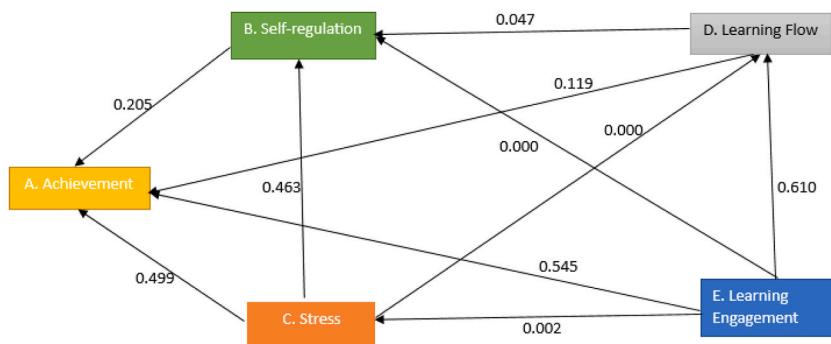 0.047
B. Self-regulation
D. Learning Flow
0.119
0.205
0.000
0.000
A. Achievement
0.463
0.610
0.499
0.545
E. Learning
Engagement
C. Stress
0.002